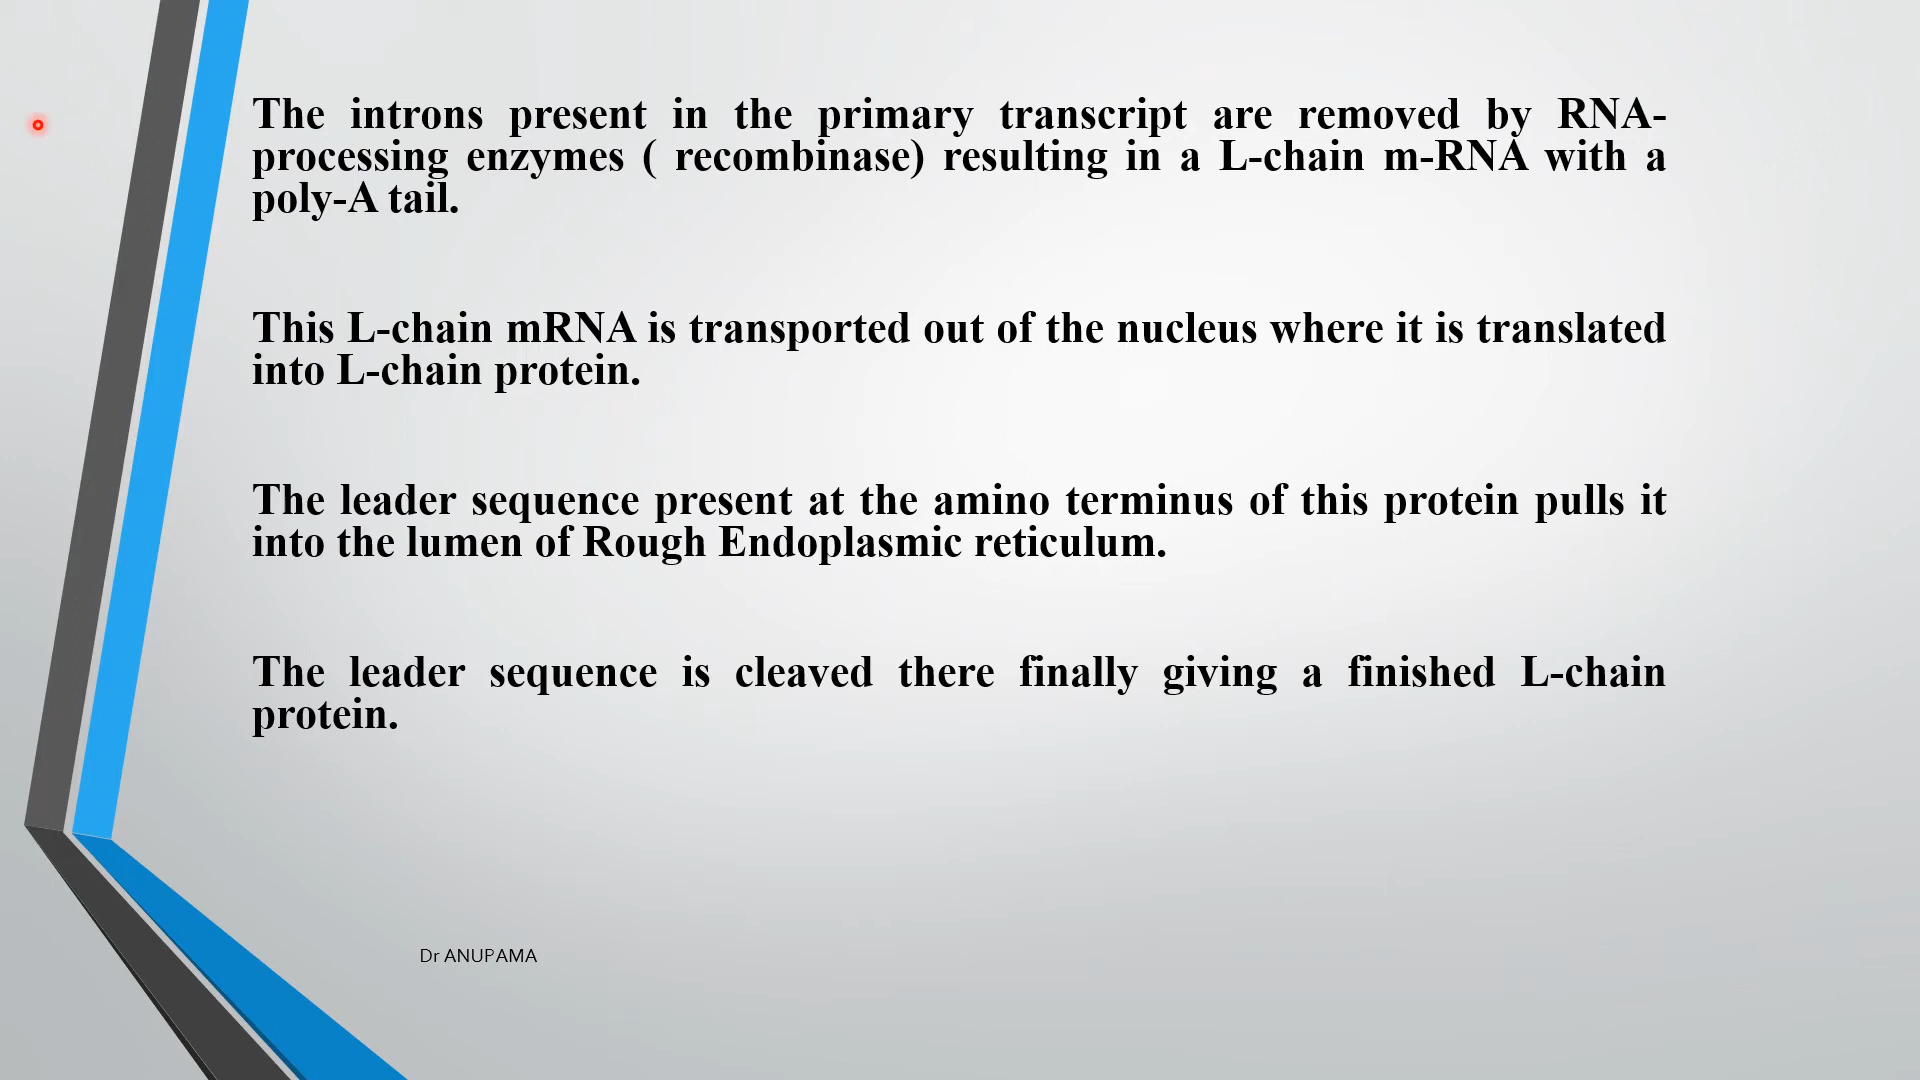 The introns present in the primary transcript are removed by RNA-
processing enzymes ( recombinase) resulting in a L-chain m-RNA with a
poly-A tail.
This L-chain mRNA is transported out of the nucleus where it is translated
into L-chain protein.
The leader sequence present at the amino terminus of this protein pulls it
into the lumen of Rough Endoplasmic reticulum.
The leader sequence is cleaved there finally giving a finished L-chain
protein.
Dr ANUPAMA